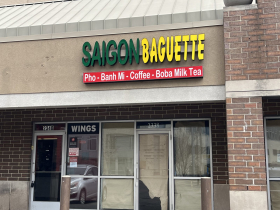 SAIGON BAGUETTE
Pho - Banh Mi - Coffee - Boba Milk Tea
WINGS